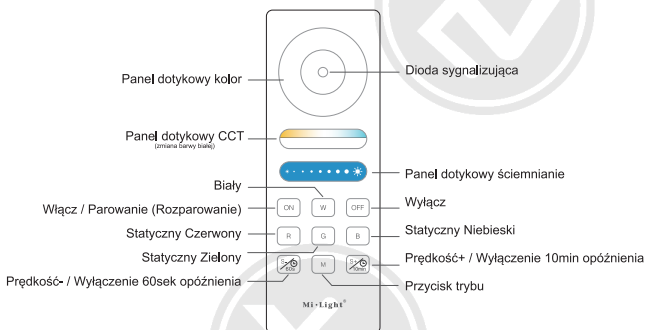 Panel dotykowy kolor
Dioda sygnalizująca
Panel dotykowy CCT
(zmiana barwy białej)
Panel dotykowy ściemnianie
Biały
Wyłącz
Włącz / Parowanie (Rozparowanie)
ON
W
OFF
Statyczny Czerwony
Statyczny Niebieski
R
G
B
Statyczny Zielony
Prędkość+ / Wyłączenie 10min opóźnienia
S-
60s
M
S+
10min
Prędkość- / Wyłączenie 60sek opóźnienia
Przycisk trybu
Mi•Light®